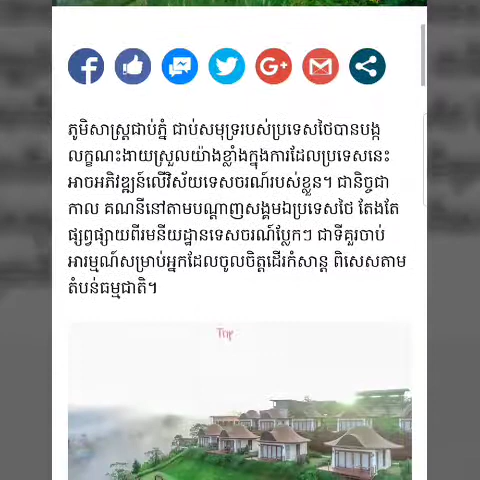 ភូមិសាស្ត្រជាប់ភ្នំ ជាប់សមុទ្ររបស់ប្រទេសថៃបានបង្ក
លក្ខណះងាយស្រួលយ៉ាងខ្លាំងក្នុងការដែលប្រទេសនេះ
អាចអភិវឌ្ឍន៍លើវិស័យទេសចរណ៍របស់ខ្លួន។ ជានិច្ចជា
កាល គណនីនៅតាមបណ្ដាញសង្គមឯប្រទេសថៃ តែងតែ
ផ្សព្វផ្សាយពីរមនីយដ្ឋានទេសចរណ៍ប្លែកៗ ជាទីគួរចាប់
អារម្មណ៍សម្រាប់អ្នកដែលចូលចិត្តដើរកំសាន្ត ពិសេសតាម
តំបន់ធម្មជាតិ។